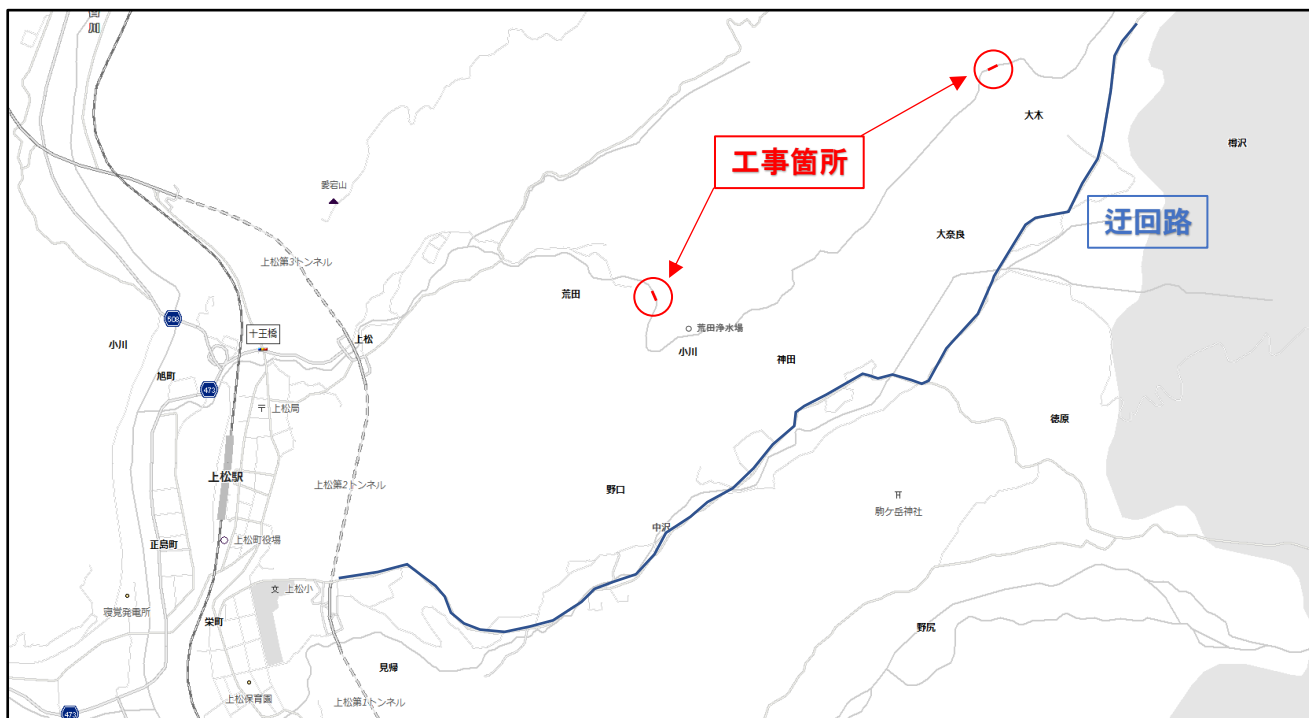 川
大木
樽沢
工事箇所
愛宕山
迂回路
大奈良
上松第3トンネル
荒田
508
荒田浄水場
十王橋
上松
小川
小川
神田
旭町
473
上松局
徳原
上松駅
上松第2トンネル
野口
駒ケ岳神社
中沢
正島町
上松町役場
文
上松小
寝覚発電所
栄町
野尻
見帰
上松保育園
上松第1トンネル
473